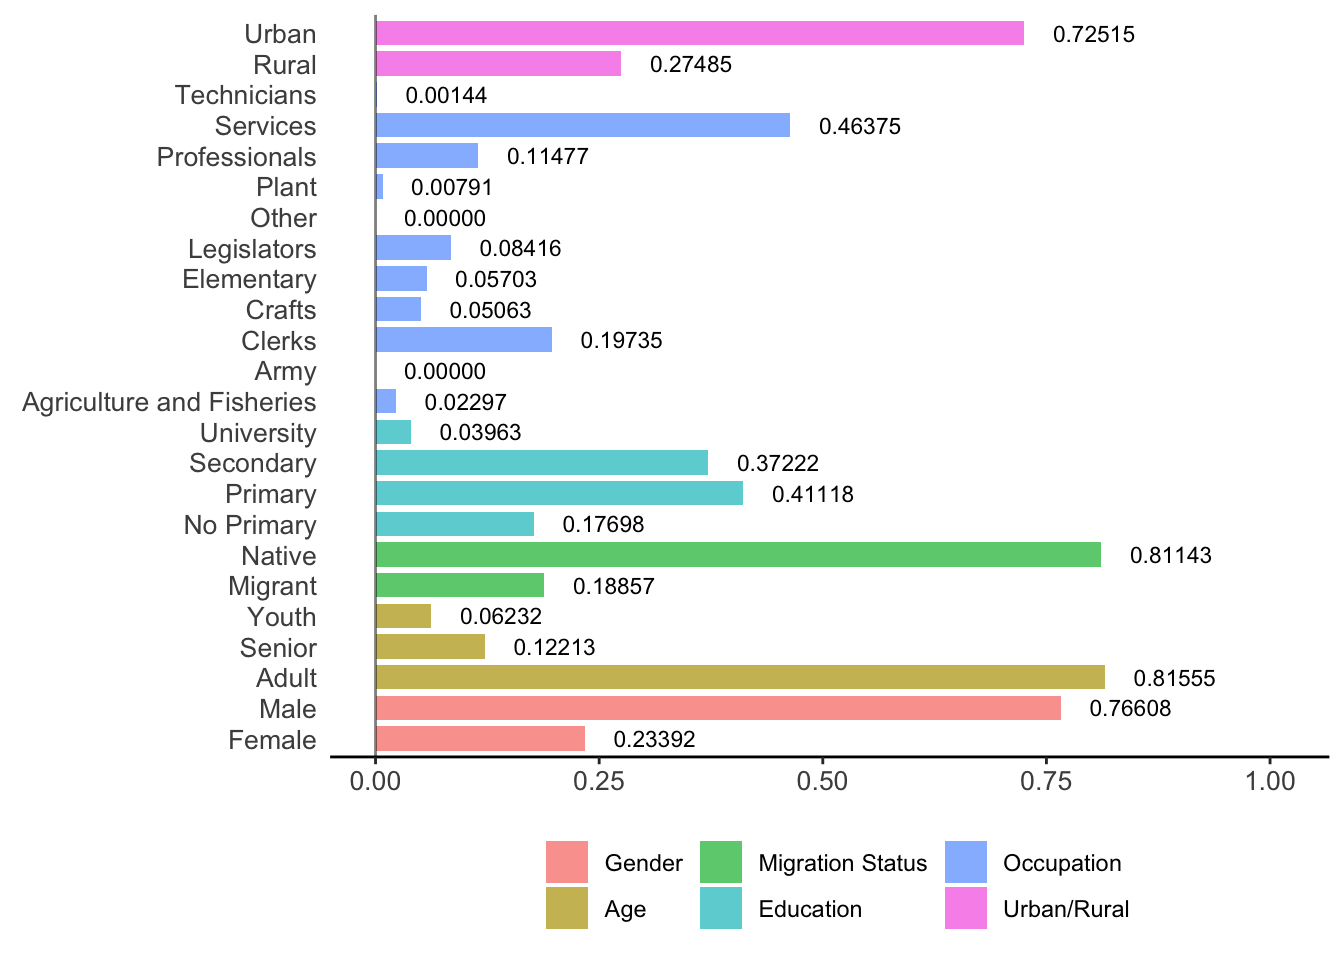 Urban 0.72515
Rural 0.27485
Technicians 0.00144
Services 0.46375
Professionals 0.11477
Plant 0.00791
Other 0.00000
Legislators 0.08416
Elementary 0.05703
Crafts 0.05063
Clerks 0.19735
Army 0.00000
Agriculture and Fisheries 0.02297
University 0.03963
Secondary 0.37222
Primary 0.41118
No Primary 0.17698
Native 0.81143
Migrant 0.18857
Youth 0.06232
Senior 0.12213
Adult 0.81555
Male 0.76608
Female 0.23392
0.00 0.25 0.50 0.75 1.00
Gender Migration Status Occupation
Age Education Urban/Rural